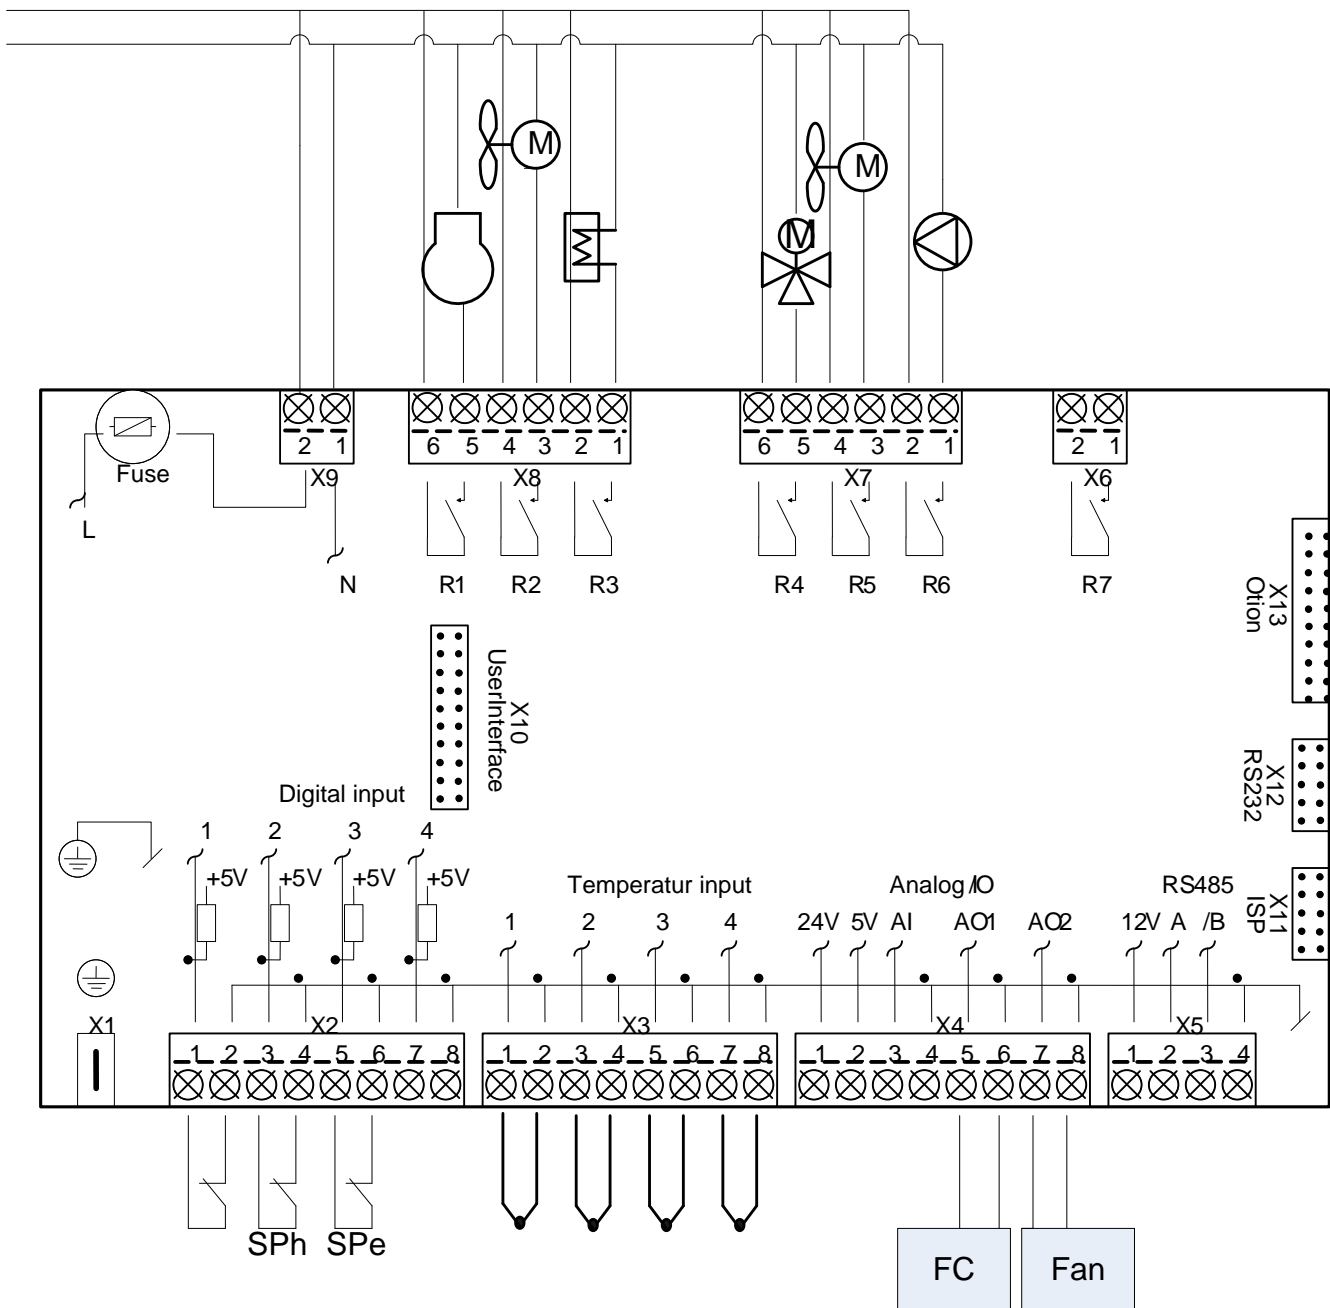 M
M
M
2 1
6 5 4 3 2 1
6 5 4 3 2 1
2 1
Fuse
X9
X8
X7
X6
L
N
R1 R2 R3
R4 R5 R6
R7
X13
Otion
X10
UserInterface
X12
RS232
Digital input
1 2 3 4
+5V +5V +5V +5V
Temperatur input
1 2 3 4
Analog /IO
24V 5V AI AO1 AO2
RS485
12V A /B
X11
ISP
X1
X2
X3
X4
X5
1 2 3 4 5 6 7 8
1 2 3 4 5 6 7 8
1 2 3 4 5 6 7 8
1 2 3 4
SPh SPe
FC
Fan